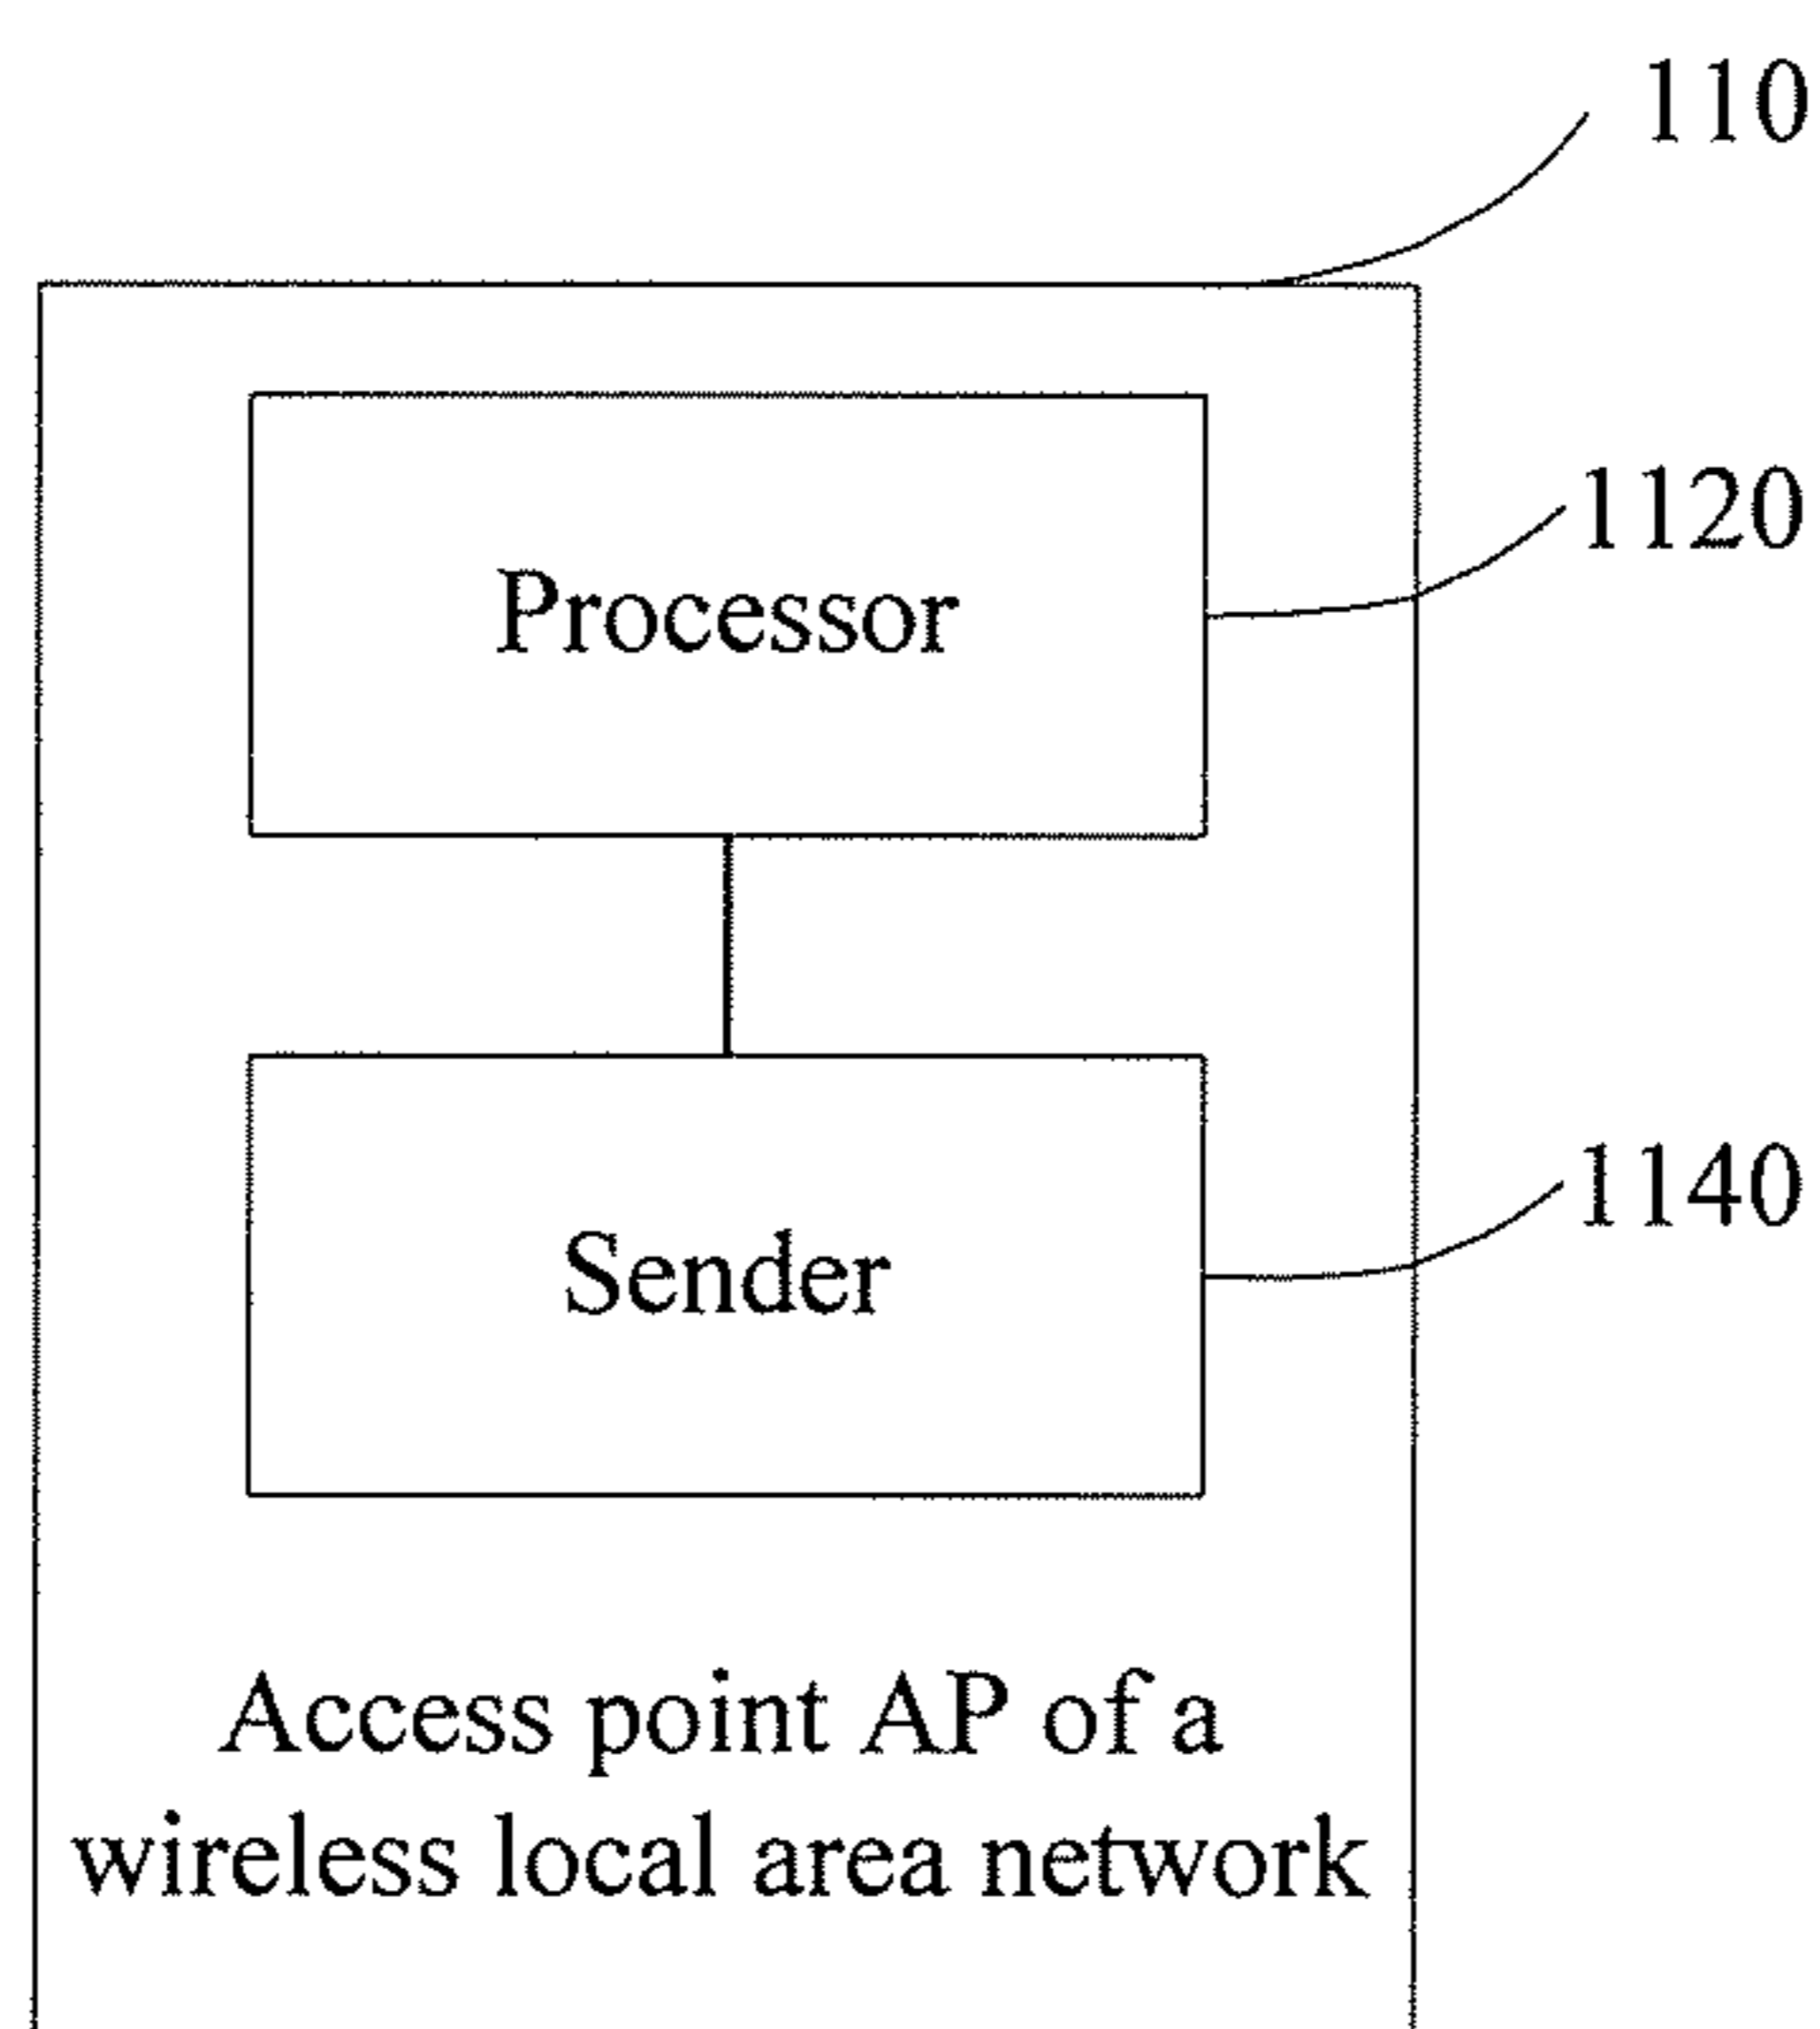 110
1120
Processor
1140
Sender
Access point AP of a
wireless local area network